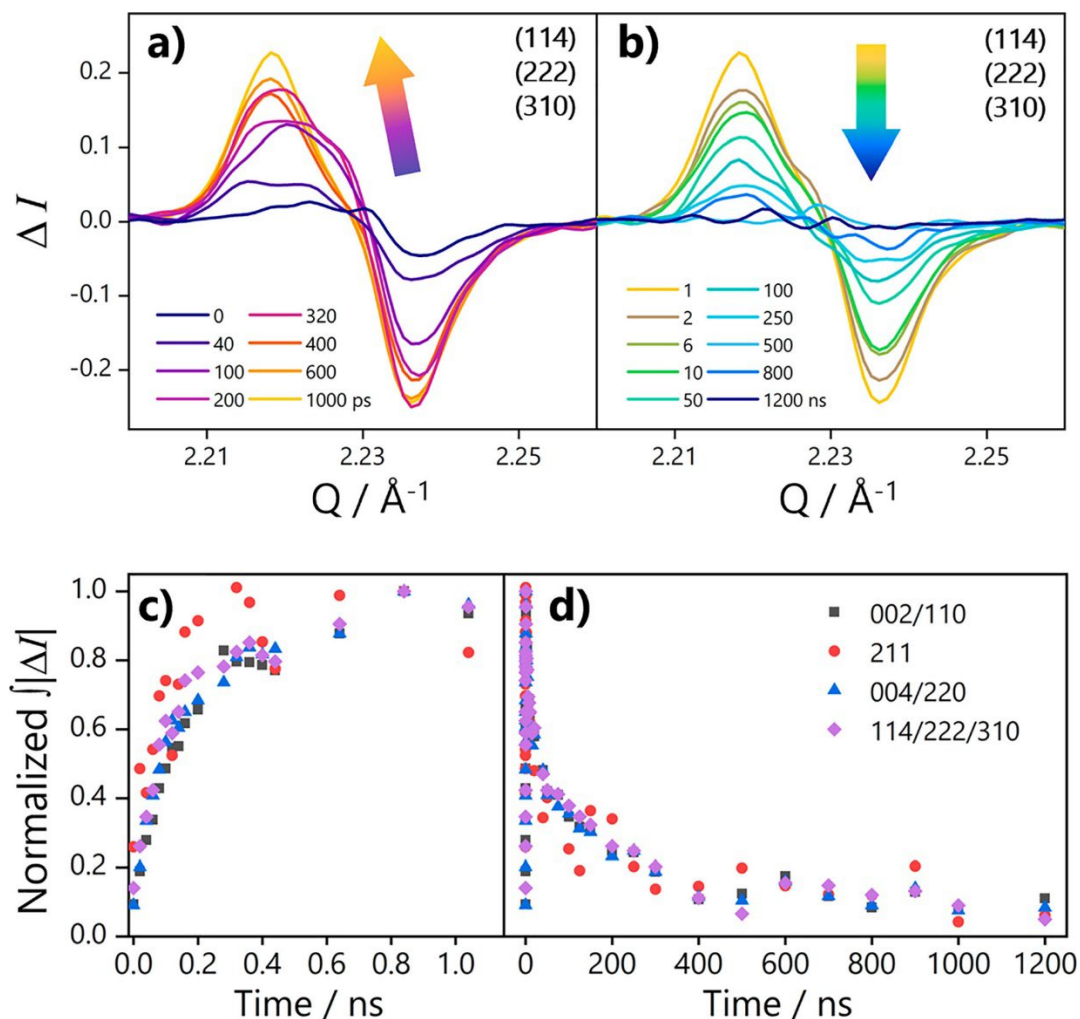 a)
(114)
(222)
(310)
b)
(114)
(222)
(310)
Δ I
0.2
0.1
0.0
-0.1
-0.2
0 320
40 400
100 600
200 1000 ps
1 100
2 250
6 500
10 800
50 1200 ns
2.21 2.23 2.25
2.21 2.23 2.25
Q / Å-1
Q / Å-1
c)
d)
Normalized ∫|ΔI|
1.0
0.8
0.6
0.4
0.2
0.0
002/110
211
004/220
114/222/310
0.0 0.2 0.4 0.6 0.8 1.0
0 200 400 600 800 1000 1200
Time / ns
Time / ns